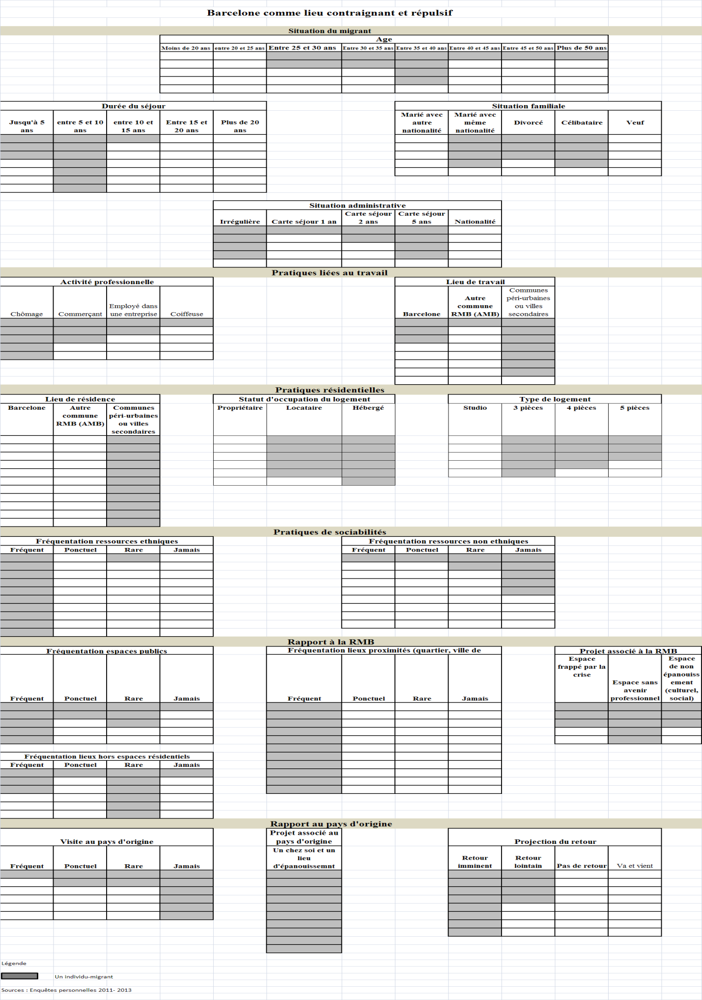 Barcelone comme lieu contraignant et répulsif
Situation du migrant
Age
Moins de 20 ans entre 20 et 25 ans Entre 25 et 30 ans Entre 30 et 35 ans Entre 35 et 40 ans Entre 40 et 45 ans Entre 45 et 50 ans Plus de 50 ans
Durée du séjour
Jusqu'à 5
ans
entre 5 et 10
ans
entre 10 et
15 ans
Entre 15 et
20 ans
Plus de 20
ans
Situation familiale
Marié avec
autre
nationalité
Marié avec
même
nationalité
Divorcé
Célibataire
Veuf
Situation administrative
Irrégulière
Carte séjour 1 an
Carte séjour
2 ans
Carte séjour
5 ans
Nationalité
Pratiques liées au travail
Activité professionnelle
Chômage
Commerçant
Employé dans
une entreprise
Coiffeuse
Lieu de travail
Barcelone
Autre
commune
RMB (AMB)
Communes
péri-urbaines
ou villes
secondaires
Pratiques résidentielles
Lieu de résidence
Barcelone
Autre
commune
RMB (AMB)
Communes
péri-urbaines
ou villes
secondaires
Statut d'occupation du logement
Propriétaire Locataire Hébergé
Type de logement
Studio 3 pièces 4 pièces 5 pièces
Pratiques de sociabilités
Fréquentation ressources ethniques
Fréquent Ponctuel Rare Jamais
Fréquentation ressources non ethniques
Fréquent Ponctuel Rare Jamais
Rapport à la RMB
Fréquentation espaces publics
Fréquent Ponctuel Rare Jamais
Fréquentation lieux proximités (quartier, ville de
Fréquent Ponctuel Rare Jamais
Projet associé à la RMB
Espace
frappé par la
crise
Espace sans
avenir
professionnel
Espace
de non
épanouiss
ement
(culturel,
social)
Fréquentation lieux hors espaces résidentiels
Fréquent Ponctuel Rare Jamais
Rapport au pays d'origine
Visite au pays d'origine
Fréquent Ponctuel Rare Jamais
Projet associé au
pays d'origine
Un chez soi et un
lieu
d'épanouissemnt
Projection du retour
Retour
imminent
Retour
lointain
Pas de retour
Va et vient
Légende
Un individu-migrant
Sources : Enquêtes personnelles 2011- 2013